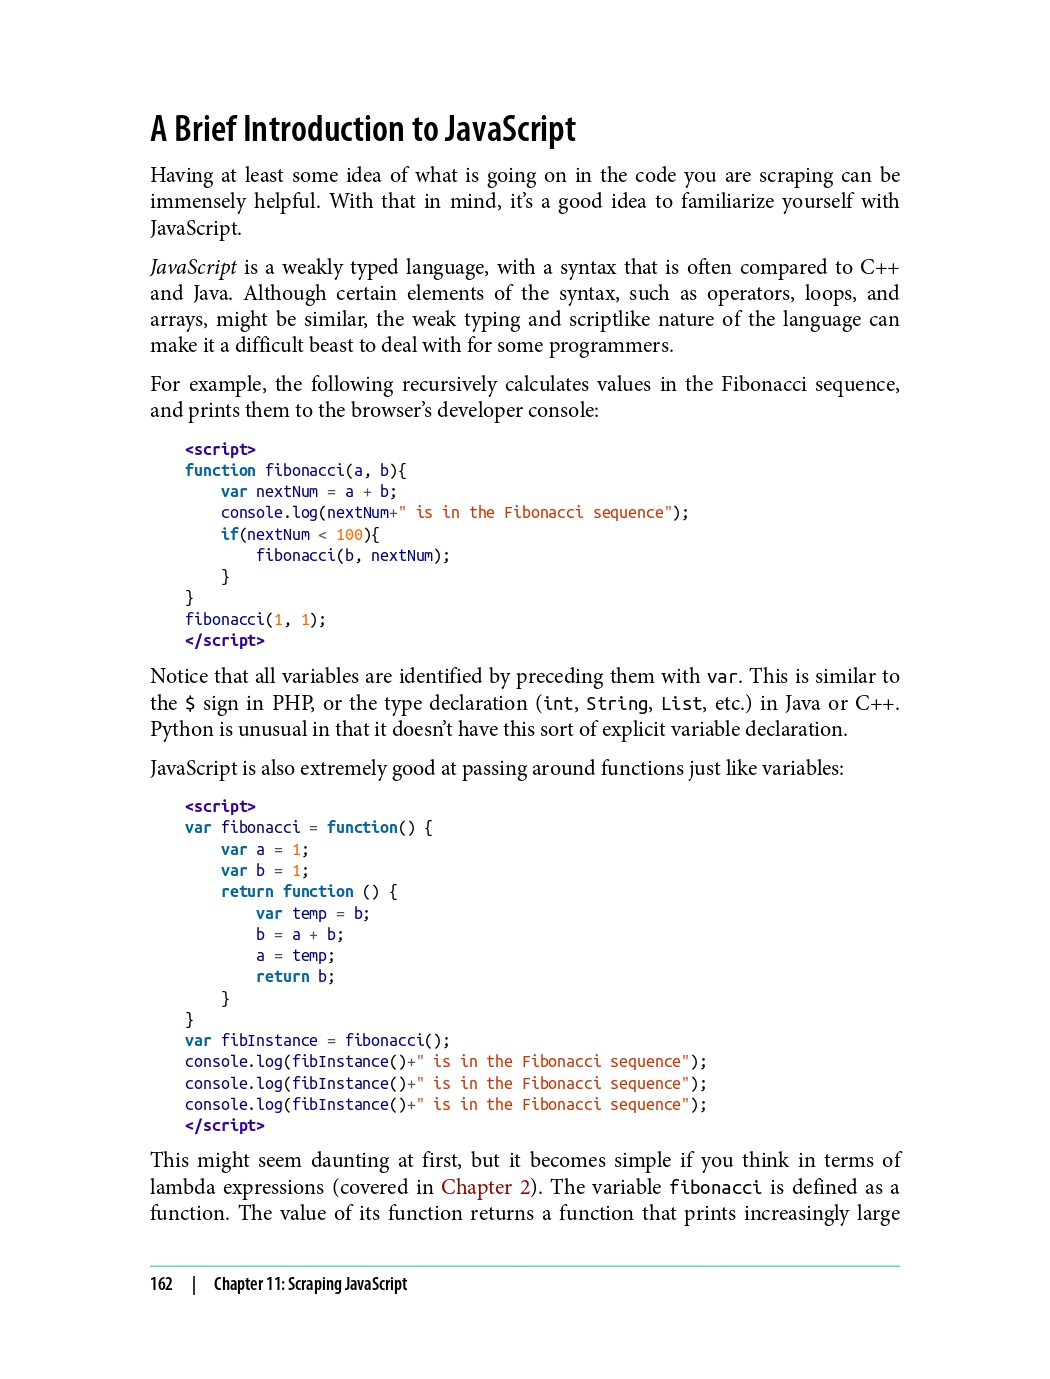 A Brief Introduction to JavaScript
Having at least some idea of what is going on in the code you are scraping can be
immensely helpful. With that in mind, it’s a good idea to familiarize yourself with
JavaScript.
JavaScript is a weakly typed language, with a syntax that is often compared to C++
and Java. Although certain elements of the syntax, such as operators, loops, and
arrays, might be similar, the weak typing and scriptlike nature of the language can
make it a difficult beast to deal with for some programmers.
For example, the following recursively calculates values in the Fibonacci sequence,
and prints them to the browser’s developer console:
<script>
function fibonacci(a, b){
    var nextNum = a + b;
    console.log(nextNum+" is in the Fibonacci sequence");
    if(nextNum < 100){
        fibonacci(b, nextNum);
    }
}
fibonacci(1, 1);
</script>
Notice that all variables are identified by preceding them with var. This is similar to
the $ sign in PHP, or the type declaration (int, String, List, etc.) in Java or C++.
Python is unusual in that it doesn’t have this sort of explicit variable declaration.
JavaScript is also extremely good at passing around functions just like variables:
<script>
var fibonacci = function() {
    var a = 1;
    var b = 1;
    return function () {
        var temp = b;
        b = a + b;
        a = temp;
        return b;
    }
}
var fibInstance = fibonacci();
console.log(fibInstance()+" is in the Fibonacci sequence");
console.log(fibInstance()+" is in the Fibonacci sequence");
console.log(fibInstance()+" is in the Fibonacci sequence");
</script>
This might seem daunting at first, but it becomes simple if you think in terms of
lambda expressions (covered in Chapter 2). The variable fibonacci is defined as a
function. The value of its function returns a function that prints increasingly large
162 | Chapter 11: Scraping JavaScript